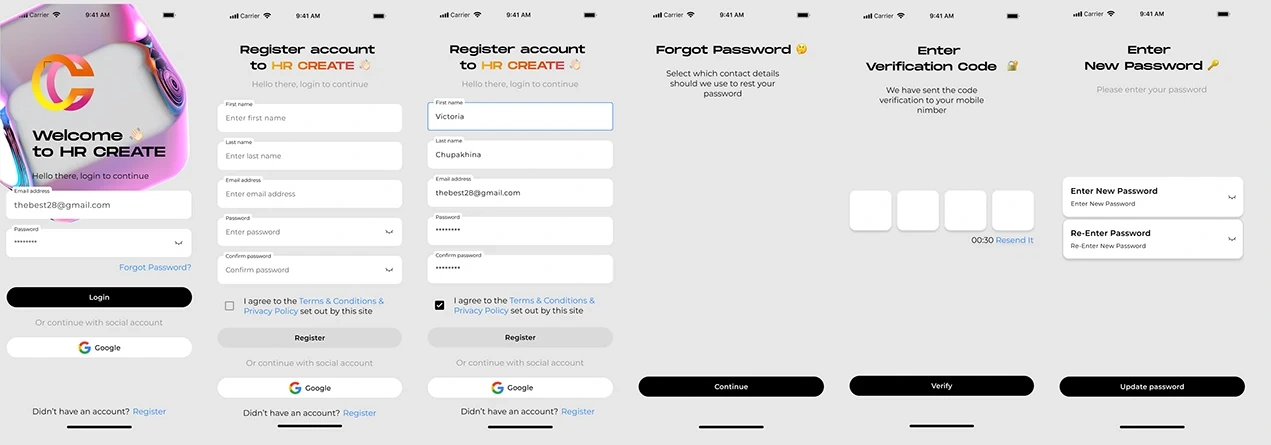 Carrier 9:41 AM
Welcome 👋🏻
to HR CREATE
Hello there, login to continue
Email address
thebest28@gmail.com
Password
********
Forgot Password?
Login
Or continue with social account
Google
Didn't have an account? Register
Carrier 9:41 AM
Register account
to HR CREATE 👋🏻
Hello there, login to continue
First name
Enter first name
Last name
Enter last name
Email address
Enter email address
Password
Enter password
Confirm password
Confirm password
I agree to the Terms & Conditions &
Privacy Policy set out by this site
Register
Or continue with social account
Google
Didn't have an account? Register
Carrier 9:41 AM
Register account
to HR CREATE 👋🏻
Hello there, login to continue
First name
Victoria
Last name
Chupakhina
Email address
thebest28@gmail.com
Password
********
Confirm password
********
I agree to the Terms & Conditions &
Privacy Policy set out by this site
Register
Or continue with social account
Google
Didn't have an account? Register
Carrier 9:41 AM
Forgot Password 🤔
Select which contact details
should we use to rest your
password
Continue
Carrier 9:41 AM
Enter
Verification Code 🔐
We have sent the code
verification to your mobile
nimber
00:30 Resend It
Verify
Carrier 9:41 AM
Enter
New Password 🔑
Please enter your password
Enter New Password
Enter New Password
Re-Enter Password
Re-Enter New Password
Update password